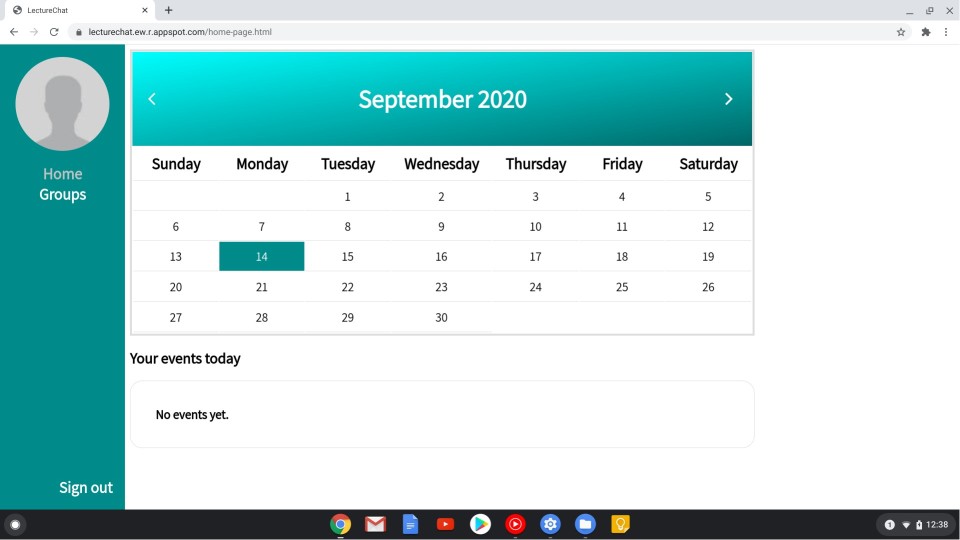 LectureChat
lecturechat.ew.r.appspot.com/home-page.html
September 2020
Home
Groups
Sunday Monday Tuesday Wednesday Thursday Friday Saturday
1 2 3 4 5
6 7 8 9 10 11 12
13 14 15 16 17 18 19
20 21 22 23 24 25 26
27 28 29 30
Your events today
No events yet.
Sign out
1 12:38